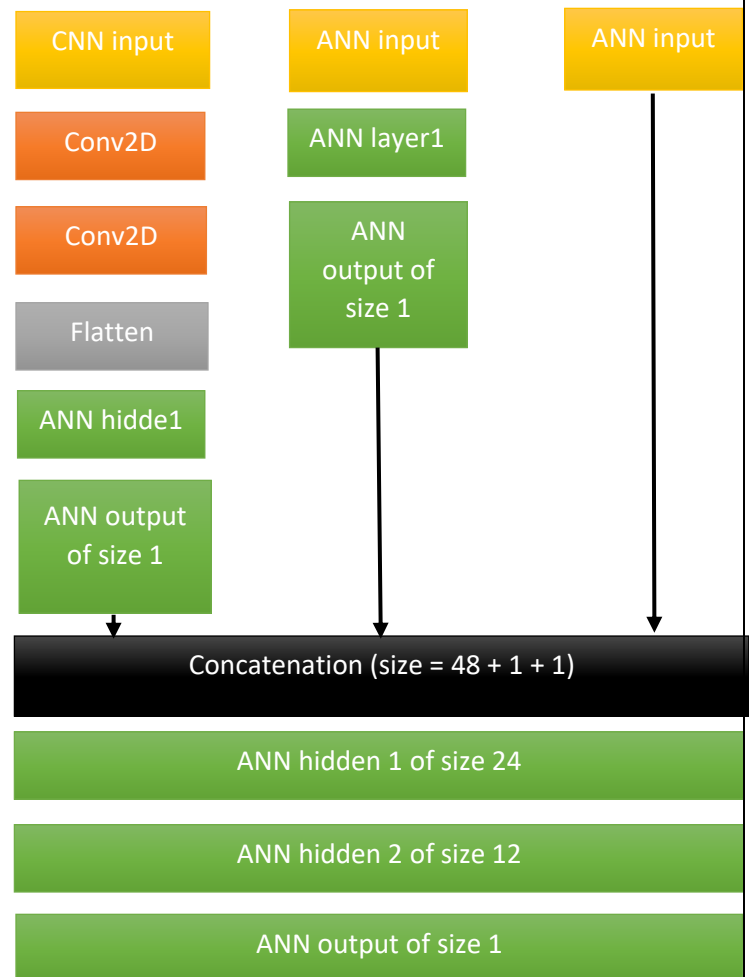 CNN input
Conv2D
Conv2D
Flatten
ANN hidde1
ANN output
of size 1
ANN input
ANN layer1
ANN
output of
size 1
ANN input
Concatenation (size = 48 + 1 + 1)
ANN hidden 1 of size 24
ANN hidden 2 of size 12
ANN output of size 1